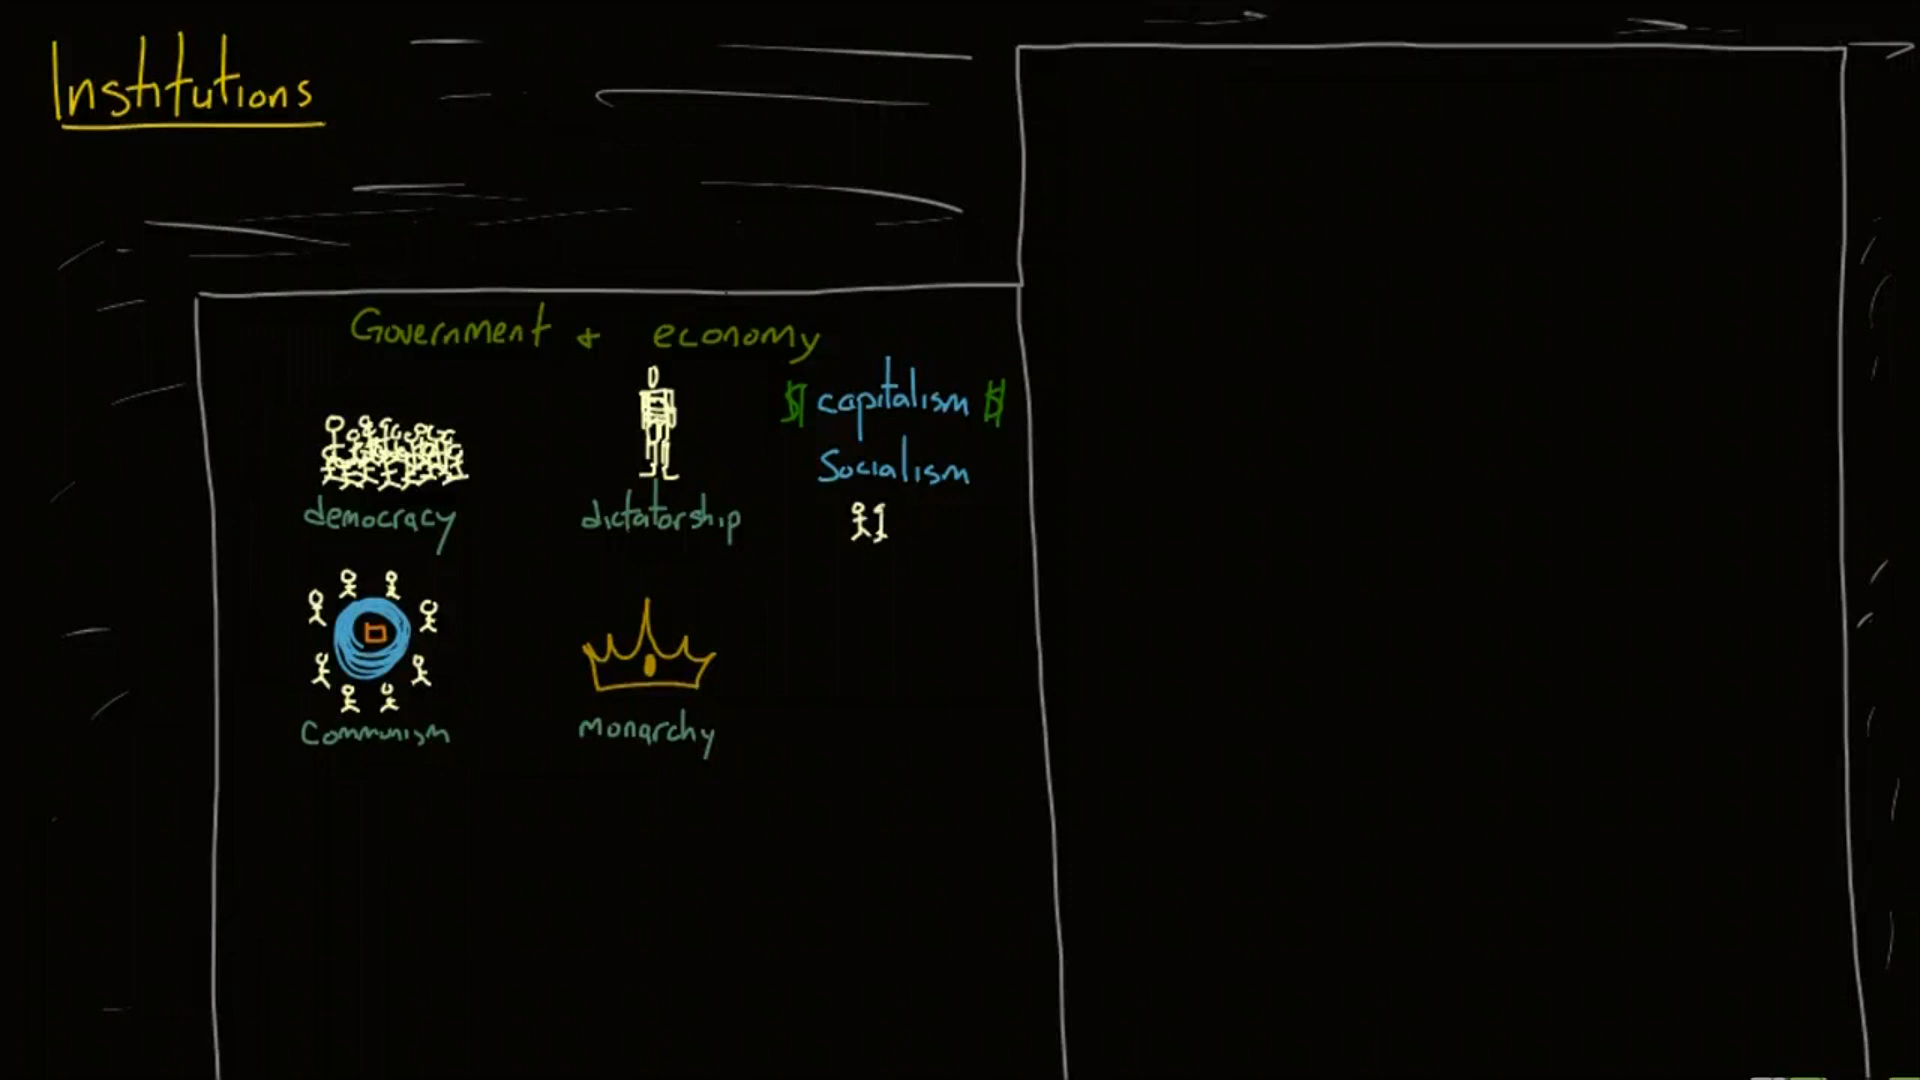 Institutions
Government + economy
$ capitalism $
Socialism
democracy
dictatorship
Communism
monarchy